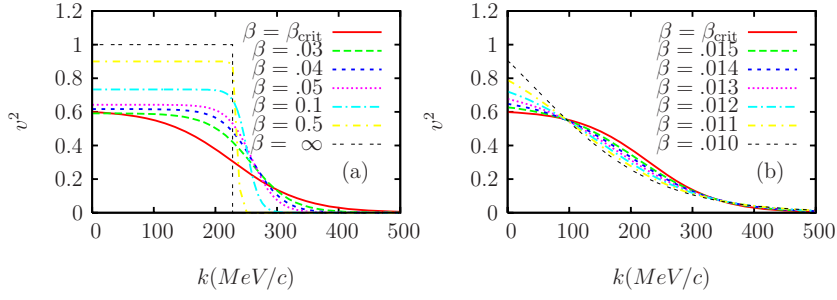 1.2
1
0.8
0.6
0.4
0.2
0
v²
0 100 200 300 400 500
k(MeV/c)
β = β_crit
β = .03
β = .04
β = .05
β = 0.1
β = 0.5
β = ∞
(a)
1.2
1
0.8
0.6
0.4
0.2
0
v²
0 100 200 300 400 500
k(MeV/c)
β = β_crit
β = .015
β = .014
β = .013
β = .012
β = .011
β = .010
(b)